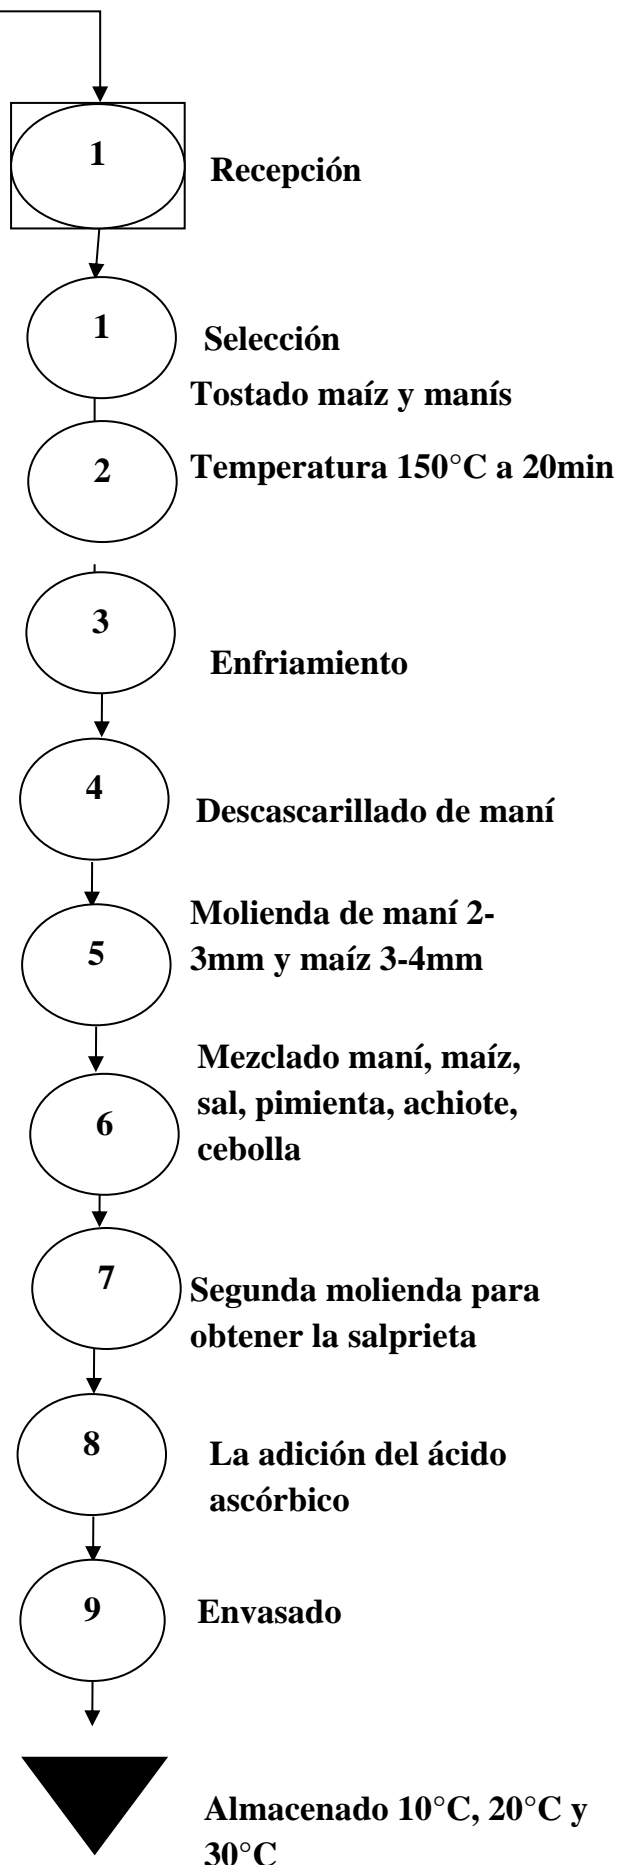 1
Recepción
1
Selección
Tostado maíz y manís
2
Temperatura 150°C a 20min
3
Enfriamiento
4
Descascarillado de maní
Molienda de maní 2-
5
3mm y maíz 3-4mm
Mezclado maní, maíz,
sal, pimienta, achiote,
6
cebolla
7
Segunda molienda para
obtener la salprieta
8
La adición del ácido
ascórbico
9
Envasado
Almacenado 10°C, 20°C y
30°C